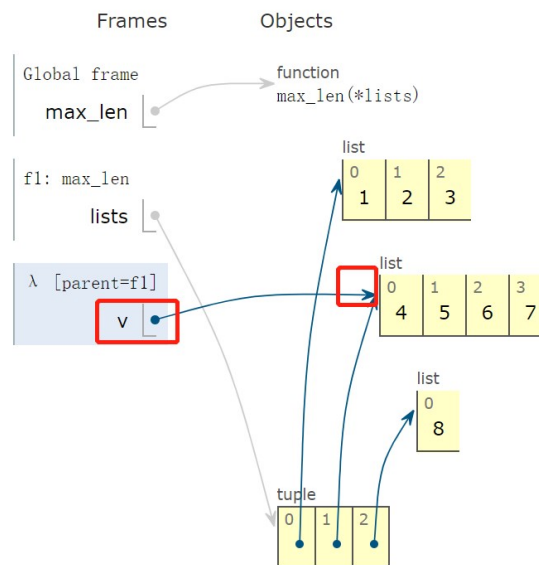 Frames Objects
Global frame
function
max_len
max_len(*lists)
list
0 1 2
1 2 3
f1: max_len
lists
list
0 1 2 3
4 5 6 7
λ [parent=f1]
v
list
0
8
tuple
0 1 2